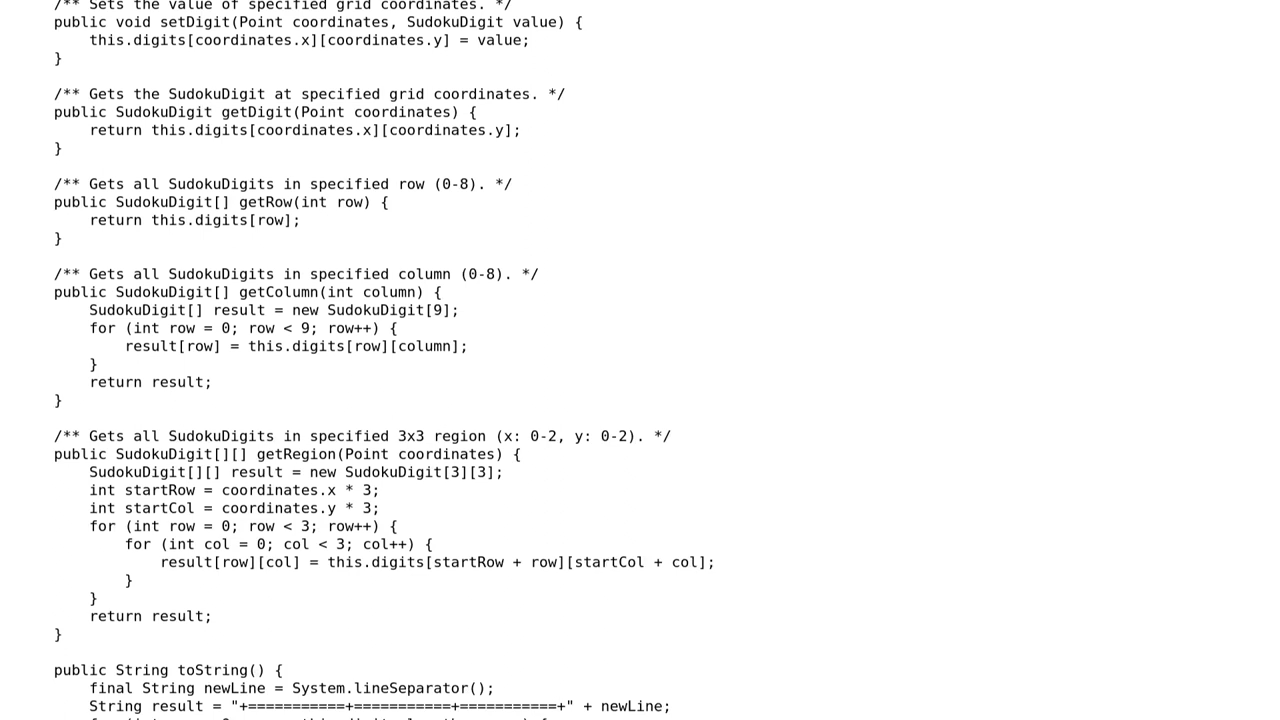 /** Sets the value of specified grid coordinates. */
public void setDigit(Point coordinates, SudokuDigit value) {
    this.digits[coordinates.x][coordinates.y] = value;
}

/** Gets the SudokuDigit at specified grid coordinates. */
public SudokuDigit getDigit(Point coordinates) {
    return this.digits[coordinates.x][coordinates.y];
}

/** Gets all SudokuDigits in specified row (0-8). */
public SudokuDigit[] getRow(int row) {
    return this.digits[row];
}

/** Gets all SudokuDigits in specified column (0-8). */
public SudokuDigit[] getColumn(int column) {
    SudokuDigit[] result = new SudokuDigit[9];
    for (int row = 0; row < 9; row++) {
        result[row] = this.digits[row][column];
    }
    return result;
}

/** Gets all SudokuDigits in specified 3x3 region (x: 0-2, y: 0-2). */
public SudokuDigit[][] getRegion(Point coordinates) {
    SudokuDigit[][] result = new SudokuDigit[3][3];
    int startRow = coordinates.x * 3;
    int startCol = coordinates.y * 3;
    for (int row = 0; row < 3; row++) {
        for (int col = 0; col < 3; col++) {
            result[row][col] = this.digits[startRow + row][startCol + col];
        }
    }
    return result;
}

public String toString() {
    final String newLine = System.lineSeparator();
    String result = "+===========+===========+===========+" + newLine;